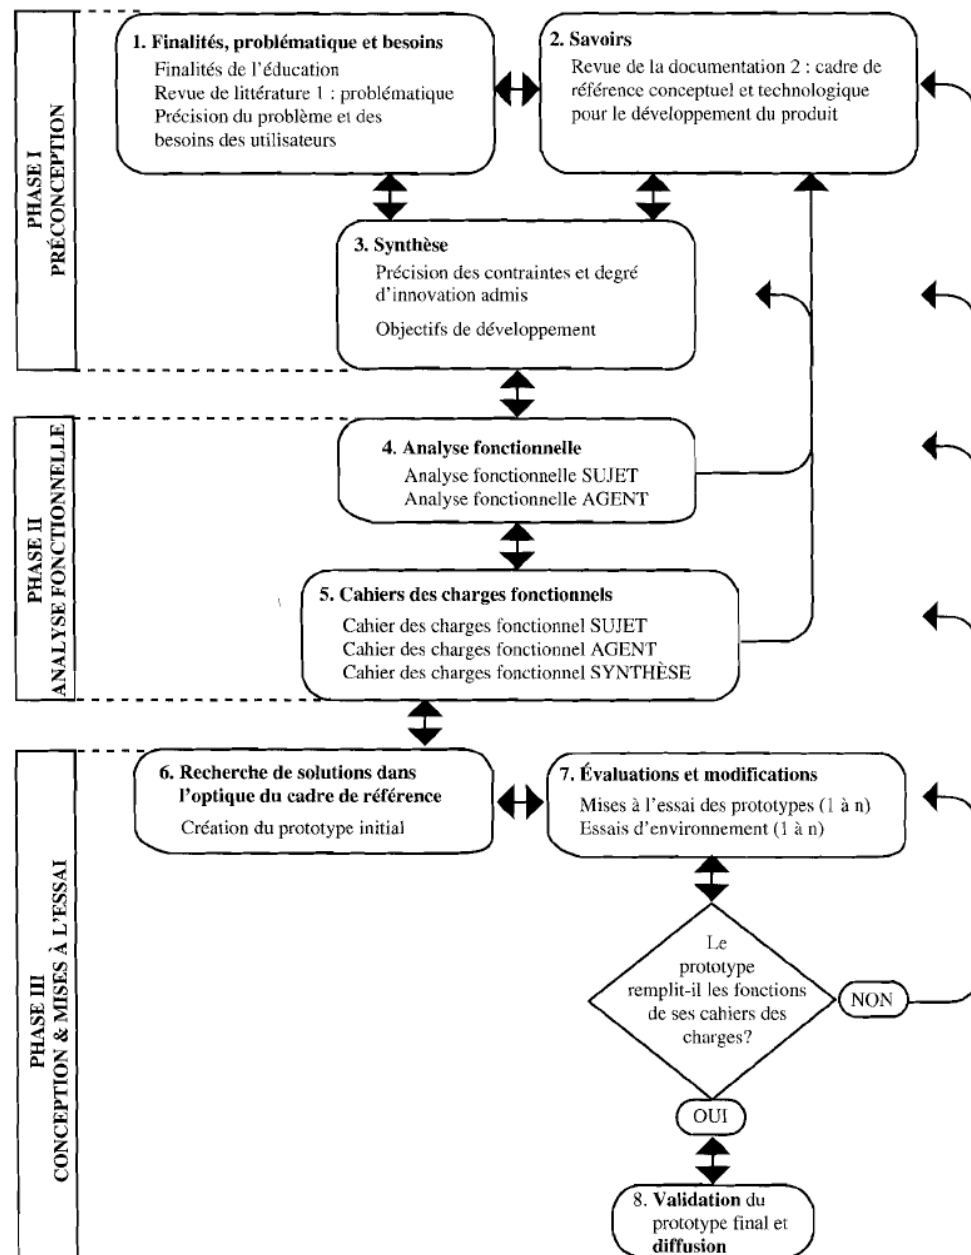 PHASE I
PRÉCONCEPTION
1. Finalités, problématique et besoins
Finalités de l'éducation
Revue de littérature 1 : problématique
Précision du problème et des
besoins des utilisateurs
2. Savoirs
Revue de la documentation 2 : cadre de
référence conceptuel et technologique
pour le développement du produit
3. Synthèse
Précision des contraintes et degré
d'innovation admis
Objectifs de développement
PHASE II
ANALYSE FONCTIONNELLE
4. Analyse fonctionnelle
Analyse fonctionnelle SUJET
Analyse fonctionnelle AGENT
5. Cahiers des charges fonctionnels
Cahier des charges fonctionnel SUJET
Cahier des charges fonctionnel AGENT
Cahier des charges fonctionnel SYNTHÈSE
PHASE III
CONCEPTION & MISES À L'ESSAI
6. Recherche de solutions dans
l'optique du cadre de référence
Création du prototype initial
7. Évaluations et modifications
Mises à l'essai des prototypes (1 à n)
Essais d'environnement (1 à n)
Le
prototype
remplit-il les fonctions
de ses cahiers des
charges?
NON
OUI
8. Validation du
prototype final et
diffusion